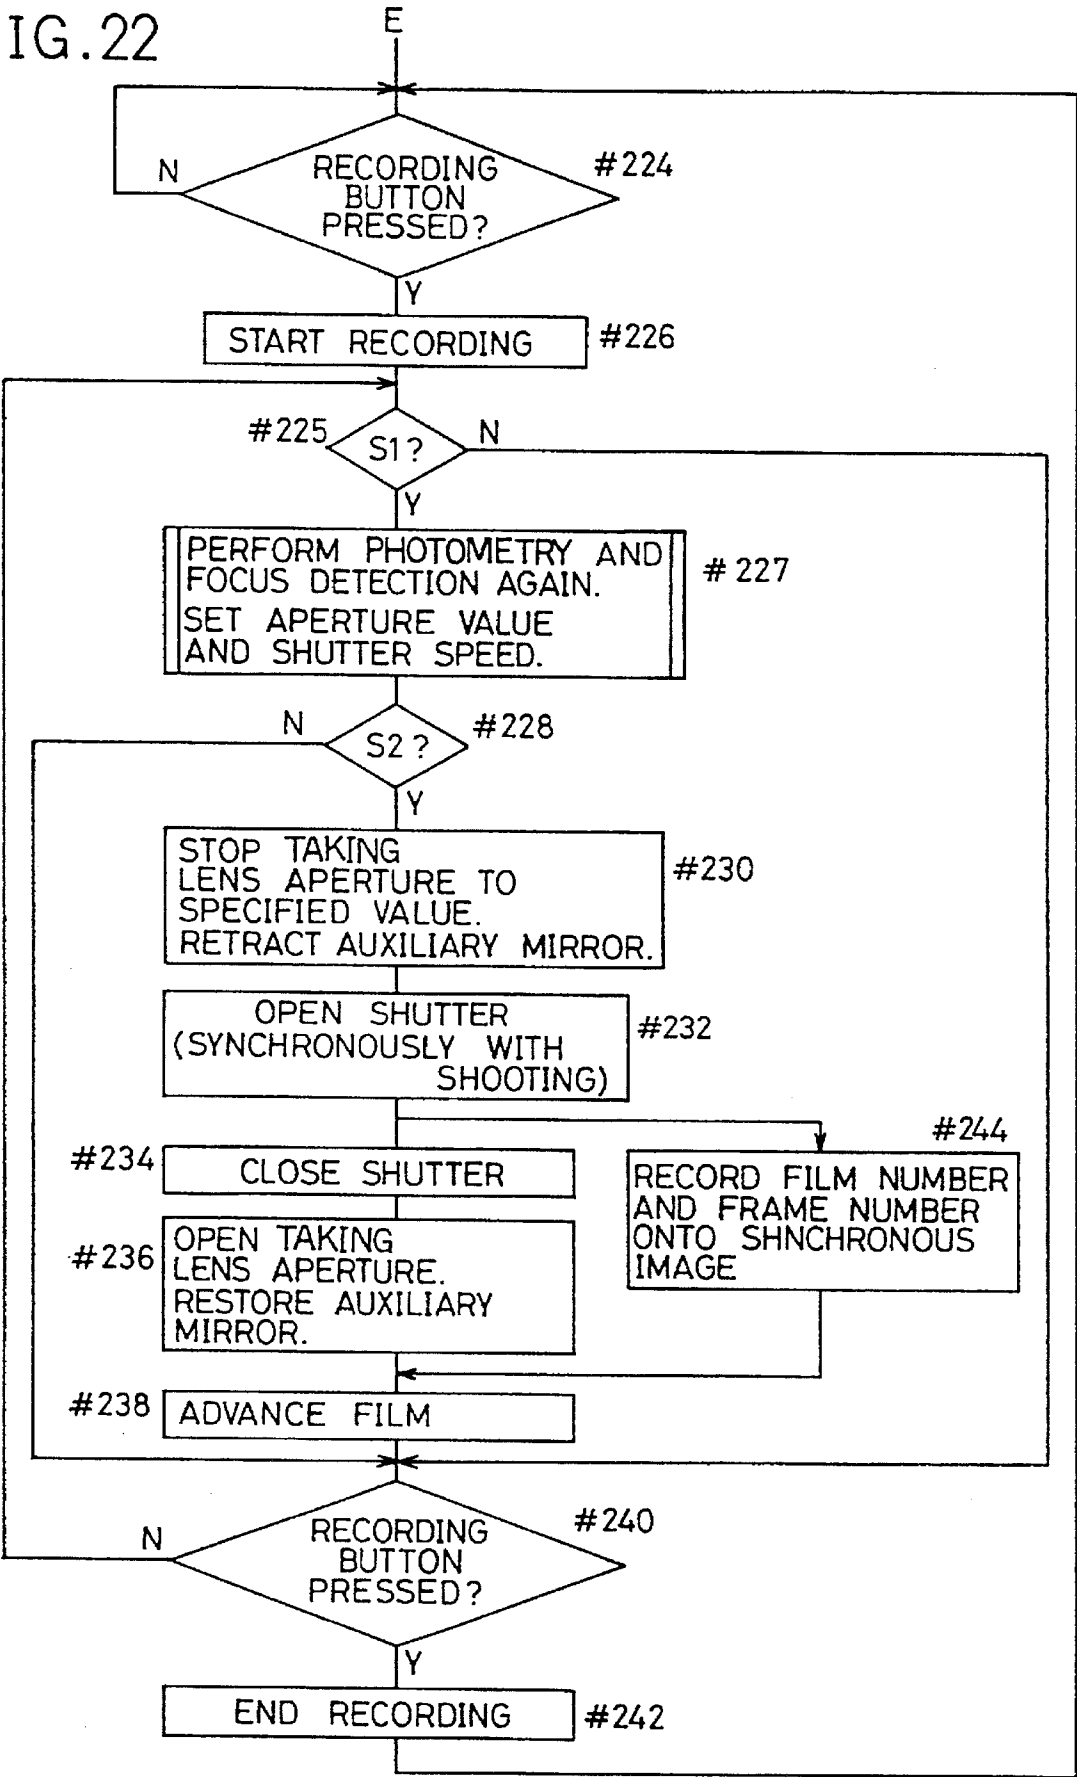 IG.22
E
N
RECORDING
BUTTON
PRESSED?
#224
Y
START RECORDING
#226
#225
S1?
N
Y
PERFORM PHOTOMETRY AND
FOCUS DETECTION AGAIN.
SET APERTURE VALUE
AND SHUTTER SPEED.
#227
N
S2?
#228
Y
STOP TAKING
LENS APERTURE TO
SPECIFIED VALUE.
RETRACT AUXILIARY MIRROR.
#230
OPEN SHUTTER
(SYNCHRONOUSLY WITH
SHOOTING)
#232
#234
CLOSE SHUTTER
#244
RECORD FILM NUMBER
AND FRAME NUMBER
ONTO SHNCHRONOUS
IMAGE
#236
OPEN TAKING
LENS APERTURE.
RESTORE AUXILIARY
MIRROR.
#238
ADVANCE FILM
N
RECORDING
BUTTON
PRESSED?
#240
Y
END RECORDING
#242